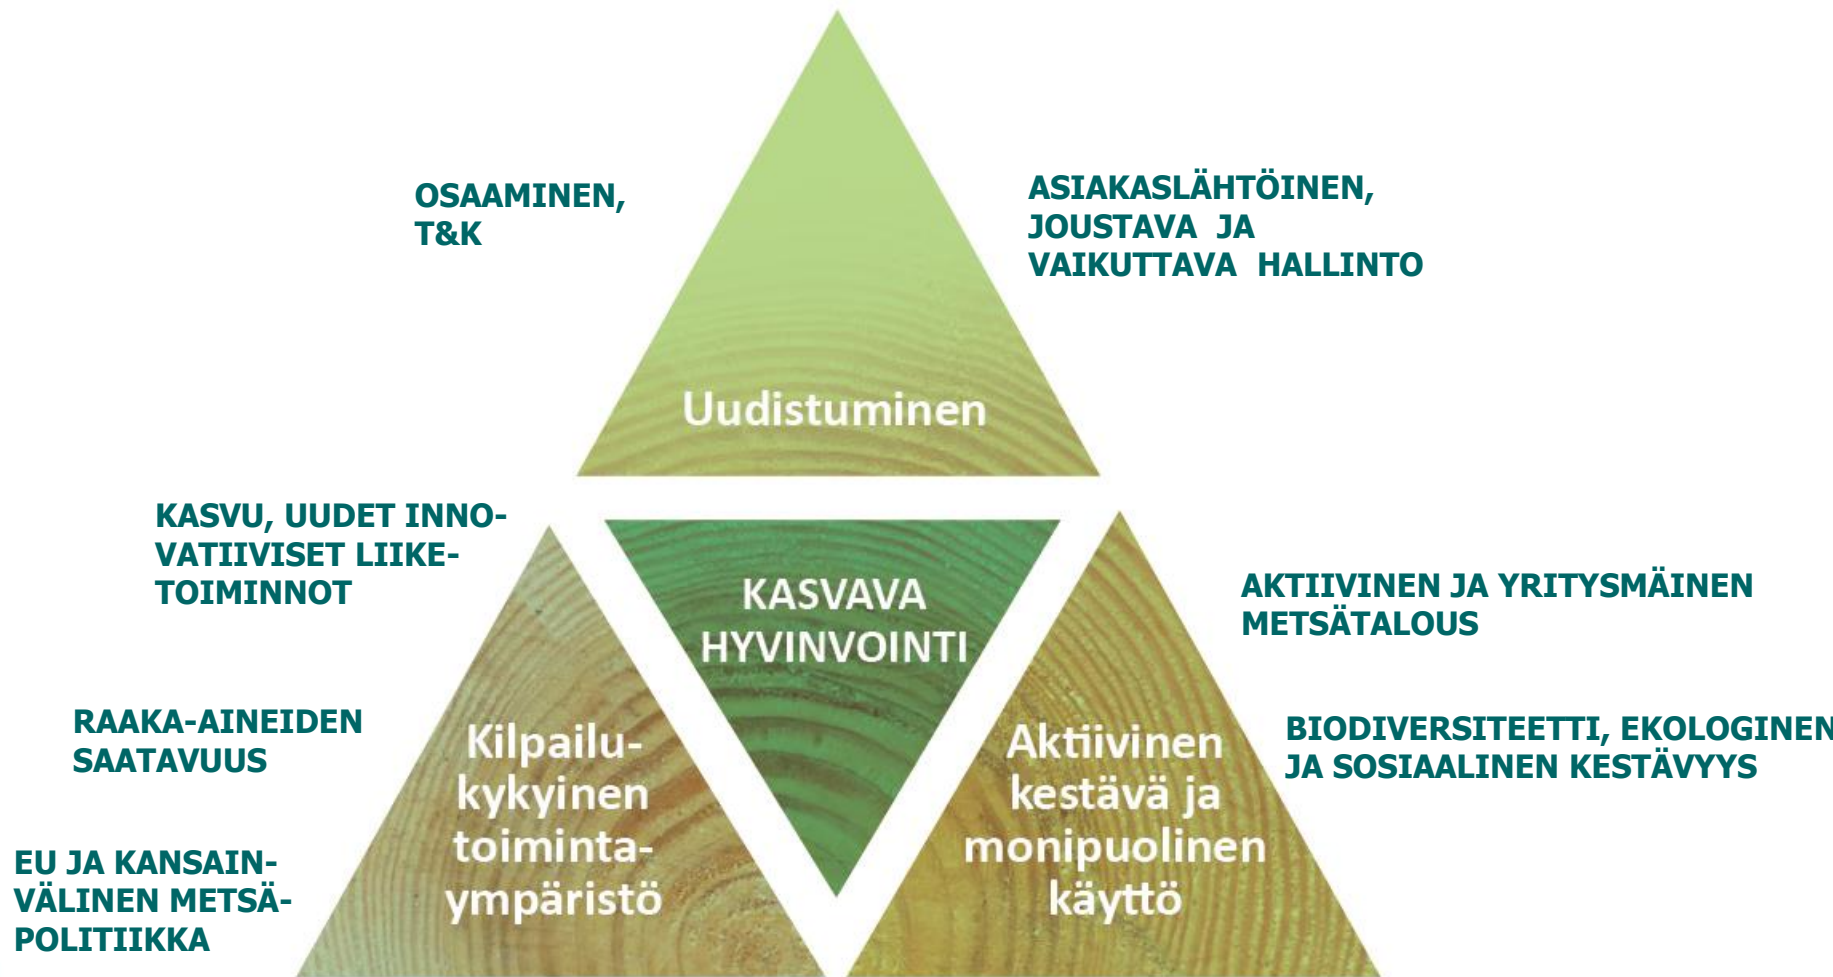 OSAAMINEN,
T&K
ASIAKASLÄHTÖINEN,
JOUSTAVA JA
VAIKUTTAVA HALLINTO
Uudistuminen
KASVU, UUDET INNO-
VATIIVISET LIIKE-
TOIMINNOT
KASVAVA
HYVINVOINTI
AKTIIVINEN JA YRITYSMÄINEN
METSÄTALOUS
RAAKA-AINEIDEN
SAATAVUUS
Kilpailu-
kykyinen
toiminta-
ympäristö
Aktiivinen
kestävä ja
monipuolinen
käyttö
BIODIVERSITEETTI, EKOLOGINEN
JA SOSIAALINEN KESTÄVYYS
EU JA KANSAIN-
VÄLINEN METSÄ-
POLITIIKKA